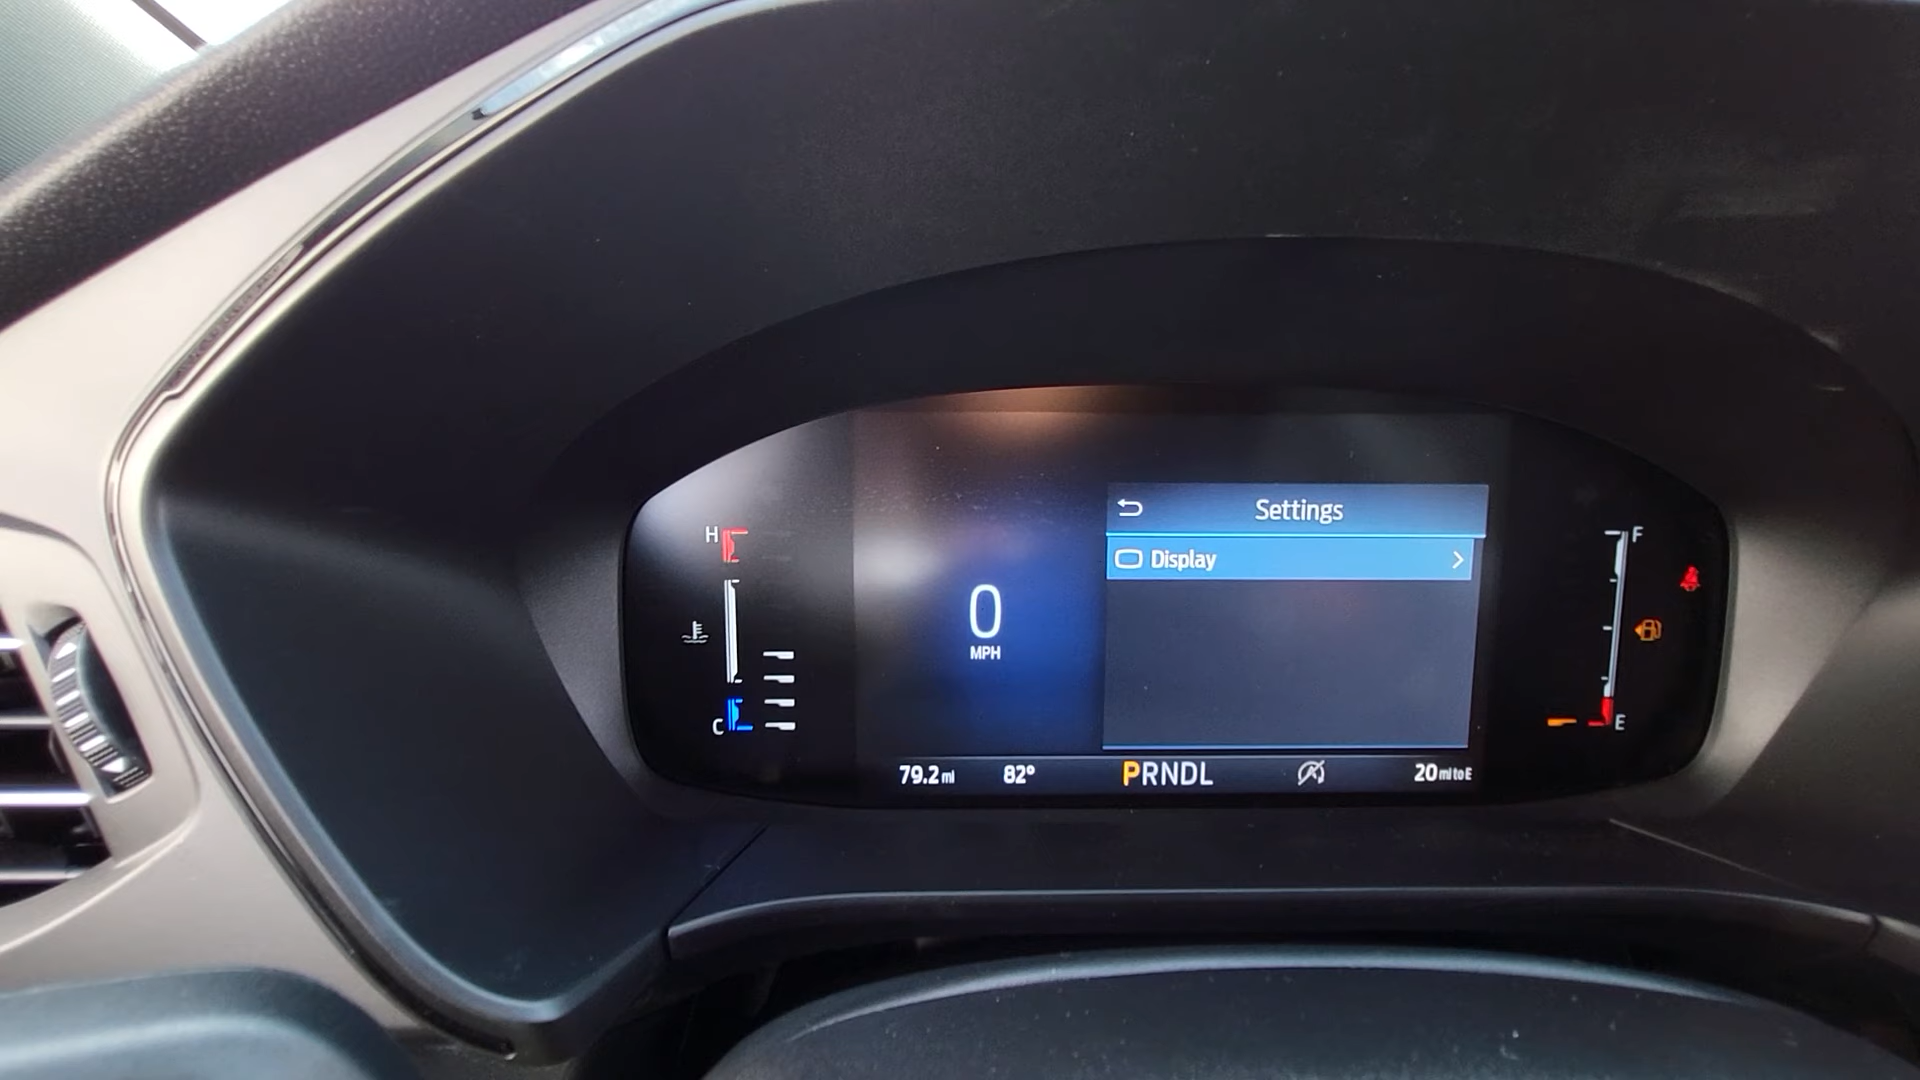 Settings
Display
H
F
0
MPH
C
E
79.2 mi
82°
PRNDL
20 mi to E